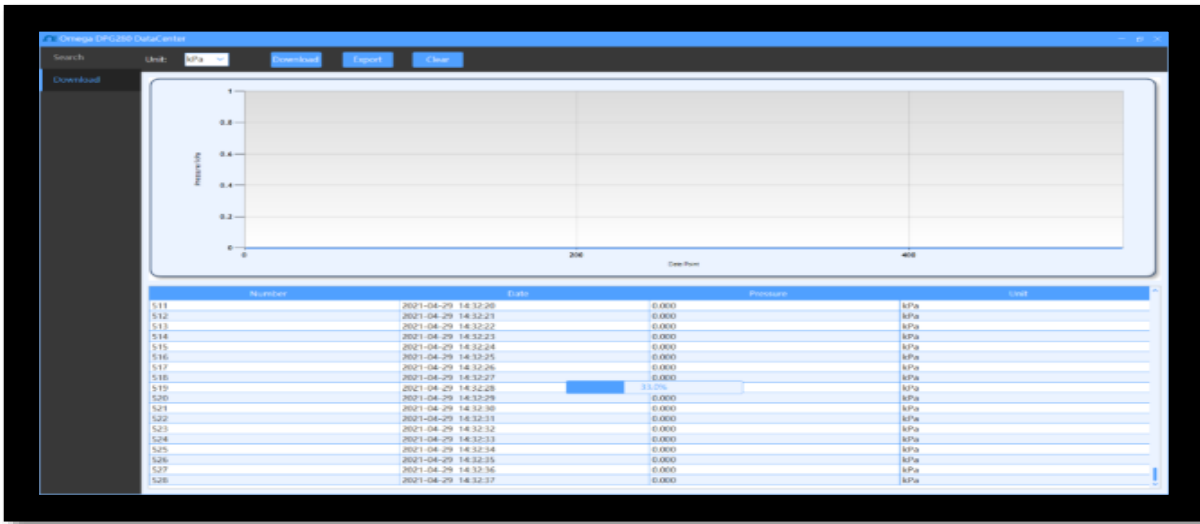 Omega DPG280 DataCenter
Search
Unit: kPa Download Export Clear
Download
1
0.8
0.6
0.4
0.2
0
0 200 400
Data Point
Number Date Pressure Unit
511 2021-04-29 14:32:20 0.000 kPa
512 2021-04-29 14:32:21 0.000 kPa
513 2021-04-29 14:32:22 0.000 kPa
514 2021-04-29 14:32:23 0.000 kPa
515 2021-04-29 14:32:24 0.000 kPa
516 2021-04-29 14:32:25 0.000 kPa
517 2021-04-29 14:32:26 0.000 kPa
518 2021-04-29 14:32:27 0.000 kPa
519 2021-04-29 14:32:28 33.0% kPa
520 2021-04-29 14:32:29 0.000 kPa
521 2021-04-29 14:32:30 0.000 kPa
522 2021-04-29 14:32:31 0.000 kPa
523 2021-04-29 14:32:32 0.000 kPa
524 2021-04-29 14:32:33 0.000 kPa
525 2021-04-29 14:32:34 0.000 kPa
526 2021-04-29 14:32:35 0.000 kPa
527 2021-04-29 14:32:36 0.000 kPa
528 2021-04-29 14:32:37 0.000 kPa